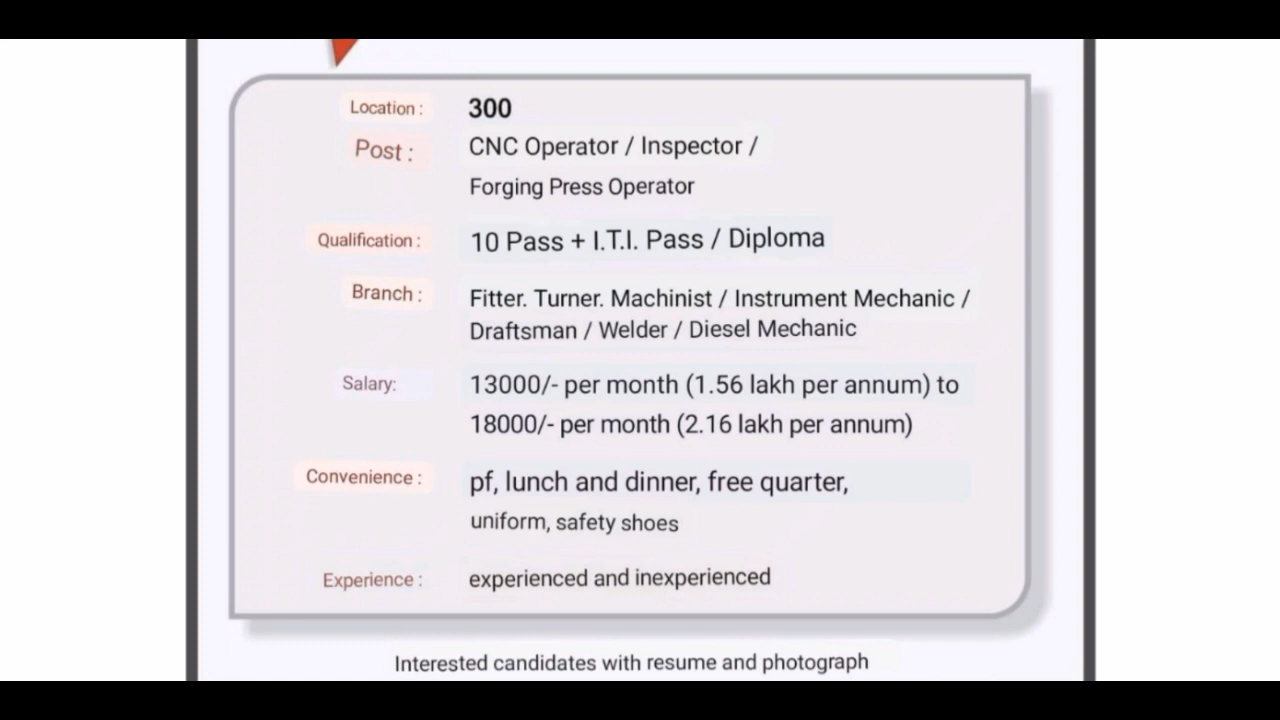 Location : 300
Post : CNC Operator / Inspector /
Forging Press Operator
Qualification : 10 Pass + I.T.I. Pass / Diploma
Branch : Fitter. Turner. Machinist / Instrument Mechanic /
Draftsman / Welder / Diesel Mechanic
Salary: 13000/- per month (1.56 lakh per annum) to
18000/- per month (2.16 lakh per annum)
Convenience : pf, lunch and dinner, free quarter,
uniform, safety shoes
Experience : experienced and inexperienced
Interested candidates with resume and photograph